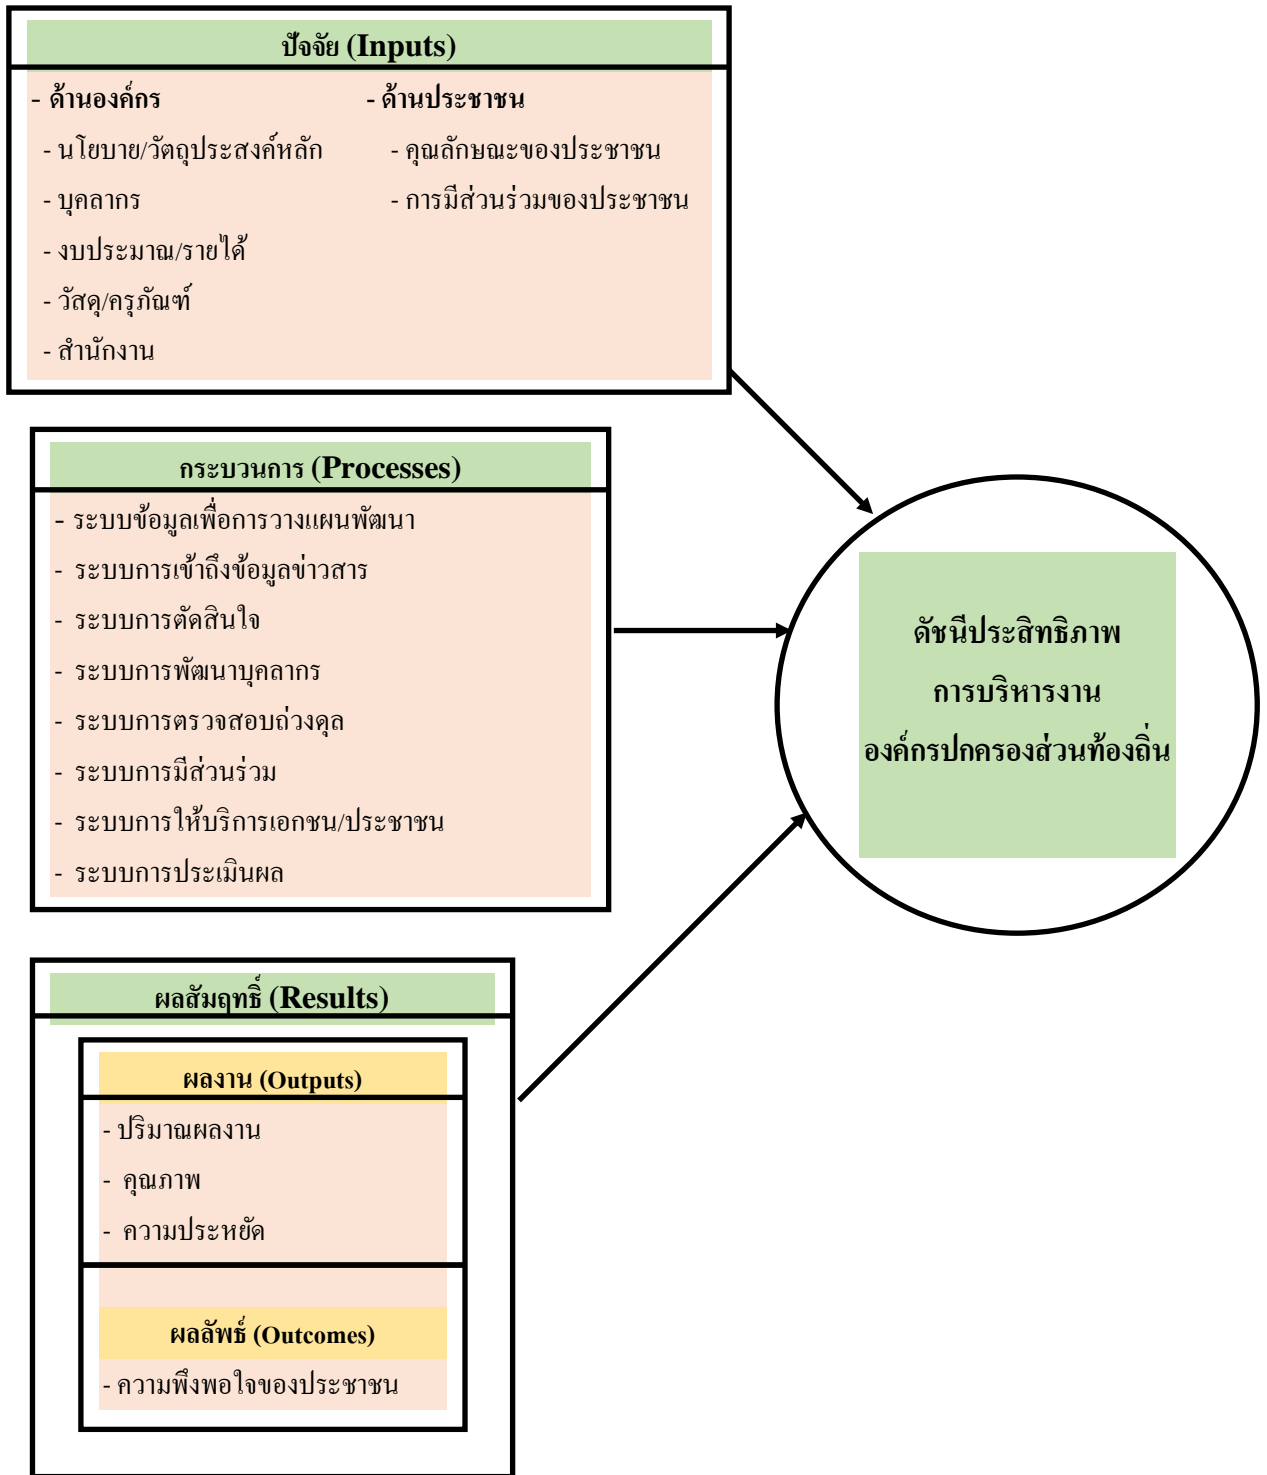 ปัจจัย (Inputs)
- ด้านองค์กร
- นโยบาย/วัตถุประสงค์หลัก
- บุคลากร
- งบประมาณ/รายได้
- วัสดุ/ครุภัณฑ์
- สำนักงาน
- ด้านประชาชน
- คุณลักษณะของประชาชน
- การมีส่วนร่วมของประชาชน
กระบวนการ (Processes)
- ระบบข้อมูลเพื่อการวางแผนพัฒนา
- ระบบการเข้าถึงข้อมูลข่าวสาร
- ระบบการตัดสินใจ
- ระบบการพัฒนาบุคลากร
- ระบบการตรวจสอบถ่วงดุล
- ระบบการมีส่วนร่วม
- ระบบการให้บริการเอกชน/ประชาชน
- ระบบการประเมินผล
ผลสัมฤทธิ์ (Results)
ผลงาน (Outputs)
- ปริมาณผลงาน
- คุณภาพ
- ความประหยัด
ผลลัพธ์ (Outcomes)
- ความพึงพอใจของประชาชน
ดัชนีประสิทธิภาพ
การบริหารงาน
องค์กรปกครองส่วนท้องถิ่น